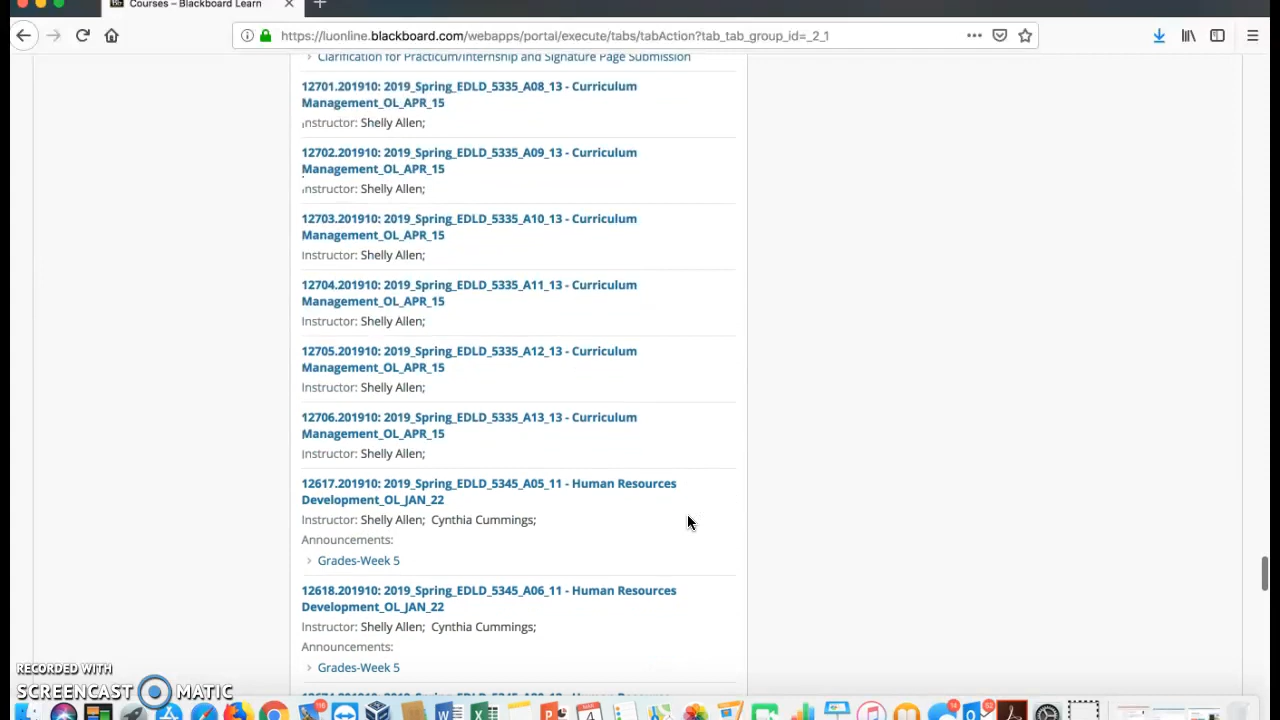 Courses – Blackboard Learn
https://luonline.blackboard.com/webapps/portal/execute/tabs/tabAction?tab_tab_group_id=_2_1
Clarification for Practicum/Internship and Signature Page Submission
12701.201910: 2019_Spring_EDLD_5335_A08_13 - Curriculum
Management_OL_APR_15
Instructor: Shelly Allen;
12702.201910: 2019_Spring_EDLD_5335_A09_13 - Curriculum
Management_OL_APR_15
Instructor: Shelly Allen;
12703.201910: 2019_Spring_EDLD_5335_A10_13 - Curriculum
Management_OL_APR_15
Instructor: Shelly Allen;
12704.201910: 2019_Spring_EDLD_5335_A11_13 - Curriculum
Management_OL_APR_15
Instructor: Shelly Allen;
12705.201910: 2019_Spring_EDLD_5335_A12_13 - Curriculum
Management_OL_APR_15
Instructor: Shelly Allen;
12706.201910: 2019_Spring_EDLD_5335_A13_13 - Curriculum
Management_OL_APR_15
Instructor: Shelly Allen;
12617.201910: 2019_Spring_EDLD_5345_A05_11 - Human Resources
Development_OL_JAN_22
Instructor: Shelly Allen; Cynthia Cummings;
Announcements:
Grades-Week 5
12618.201910: 2019_Spring_EDLD_5345_A06_11 - Human Resources
Development_OL_JAN_22
Instructor: Shelly Allen; Cynthia Cummings;
Announcements:
Grades-Week 5
RECORDED WITH
SCREENCAST MATIC